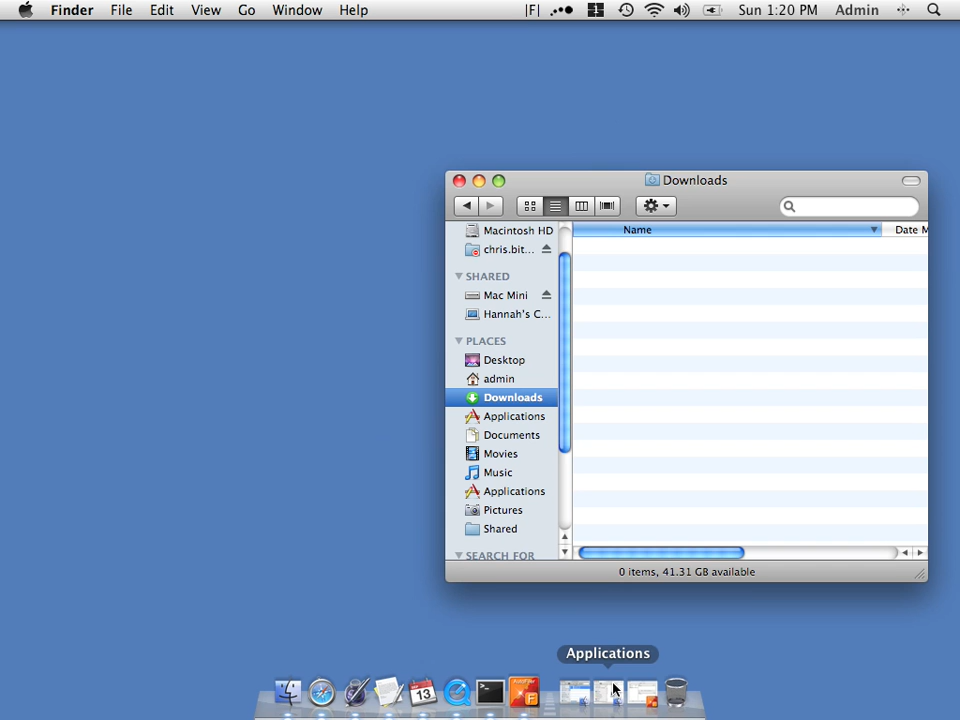 Finder File Edit View Go Window Help |F| Sun 1:20 PM Admin
Downloads
Name Date M
Macintosh HD
chris.bit...
SHARED
Mac Mini
Hannah's C...
PLACES
Desktop
admin
Downloads
Applications
Documents
Movies
Music
Applications
Pictures
Shared
SEARCH FOR
0 items, 41.31 GB available
Applications
13